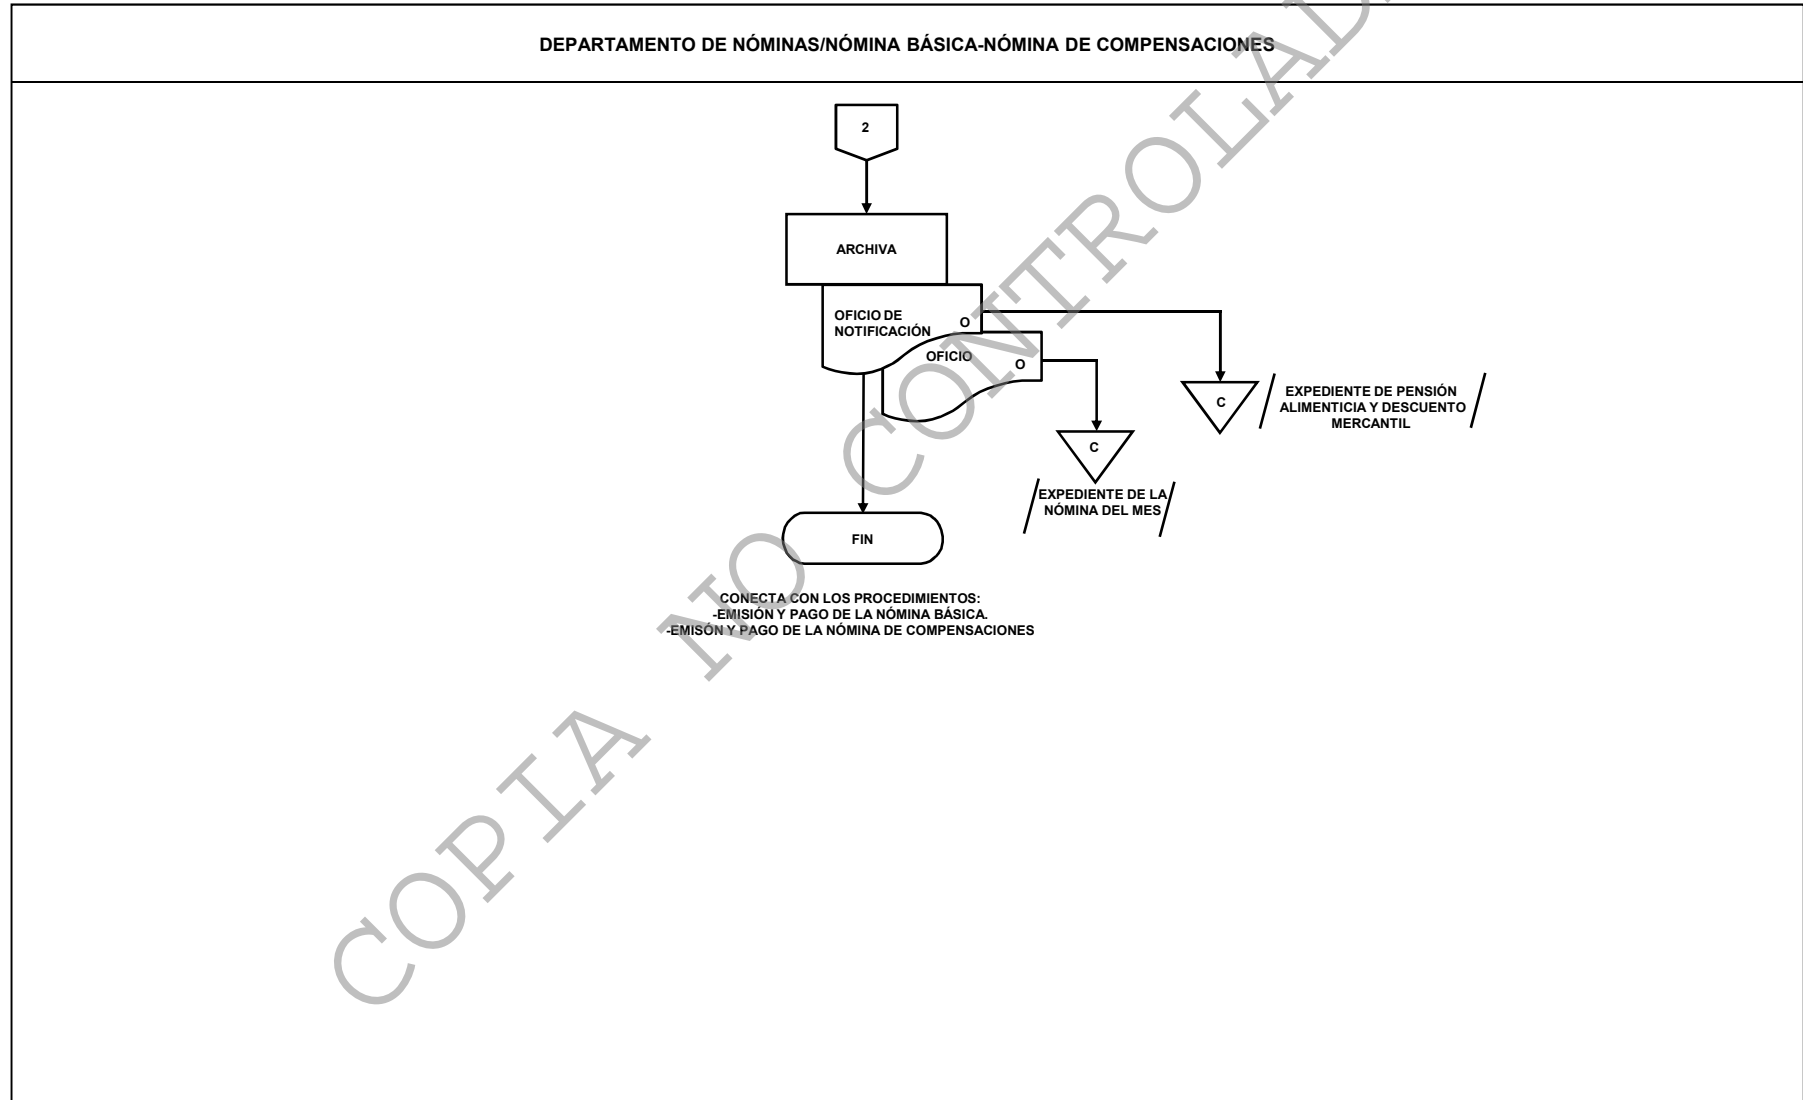 DEPARTAMENTO DE NÓMINAS/NÓMINA BÁSICA-NÓMINA DE COMPENSACIONES
2
ARCHIVA
OFICIO DE
NOTIFICACIÓN
O
OFICIO
O
C
EXPEDIENTE DE PENSIÓN
ALIMENTICIA Y DESCUENTO
MERCANTIL
C
EXPEDIENTE DE LA
NÓMINA DEL MES
FIN
CONECTA CON LOS PROCEDIMIENTOS:
-EMISIÓN Y PAGO DE LA NÓMINA BÁSICA.
-EMISÓN Y PAGO DE LA NÓMINA DE COMPENSACIONES
COPIA NO CONTROLAD